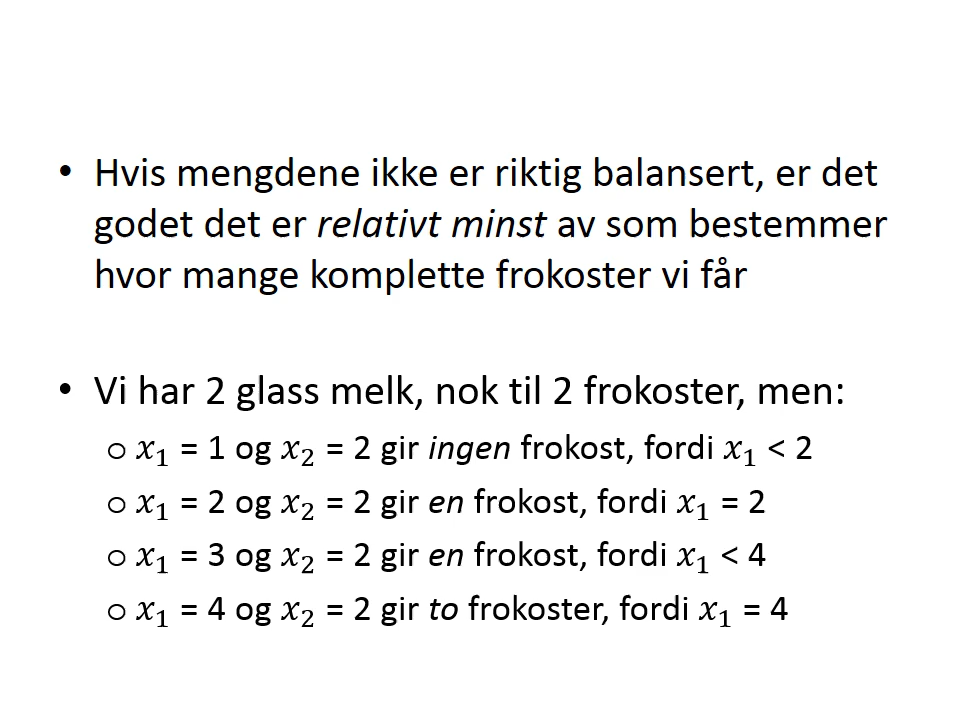 • Hvis mengdene ikke er riktig balansert, er det
godet det er relativt minst av som bestemmer
hvor mange komplette frokoster vi får
• Vi har 2 glass melk, nok til 2 frokoster, men:
o x₁ = 1 og x₂ = 2 gir ingen frokost, fordi x₁ < 2
o x₁ = 2 og x₂ = 2 gir en frokost, fordi x₁ = 2
o x₁ = 3 og x₂ = 2 gir en frokost, fordi x₁ < 4
o x₁ = 4 og x₂ = 2 gir to frokoster, fordi x₁ = 4